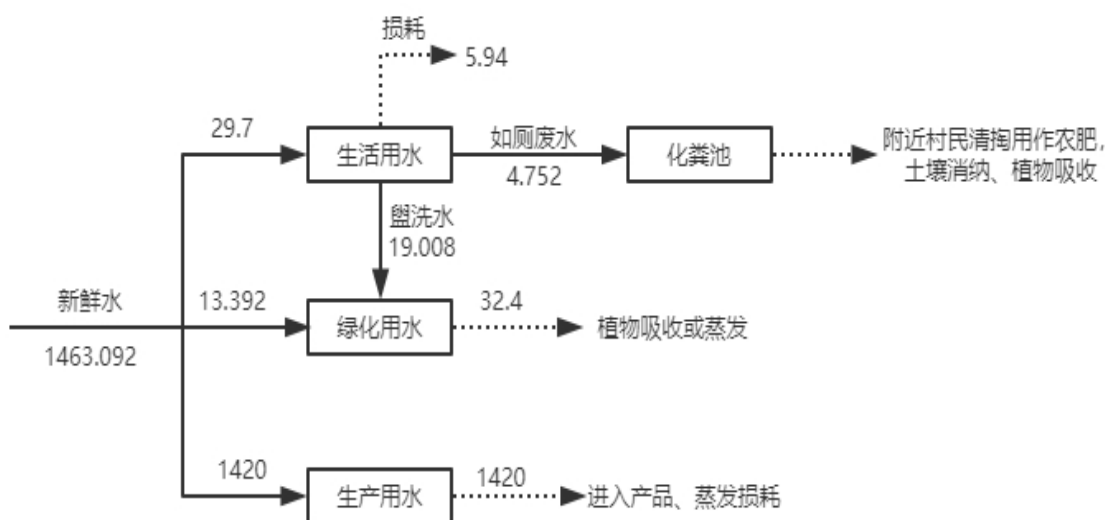 损耗
5.94
29.7
生活用水
如厕废水
4.752
化粪池
附近村民清掏用作农肥,
土壤消纳、植物吸收
盥洗水
19.008
新鲜水
1463.092
13.392
绿化用水
32.4
植物吸收或蒸发
1420
生产用水
1420
进入产品、蒸发损耗